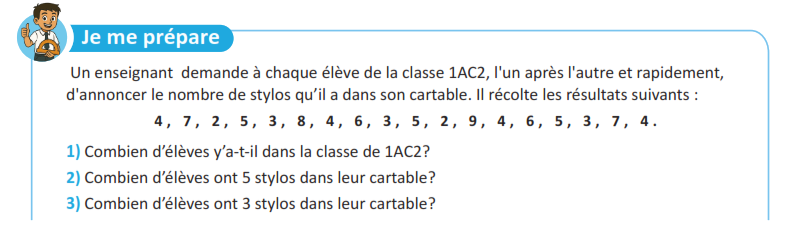 Je me prépare
Un enseignant demande à chaque élève de la classe 1AC2, l'un après l'autre et rapidement,
d'annoncer le nombre de stylos qu'il a dans son cartable. Il récolte les résultats suivants :
4 , 7 , 2 , 5 , 3 , 8 , 4 , 6 , 3 , 5 , 2 , 9 , 4 , 6 , 5 , 3 , 7 , 4 .
1) Combien d'élèves y'a-t-il dans la classe de 1AC2?
2) Combien d'élèves ont 5 stylos dans leur cartable?
3) Combien d'élèves ont 3 stylos dans leur cartable?